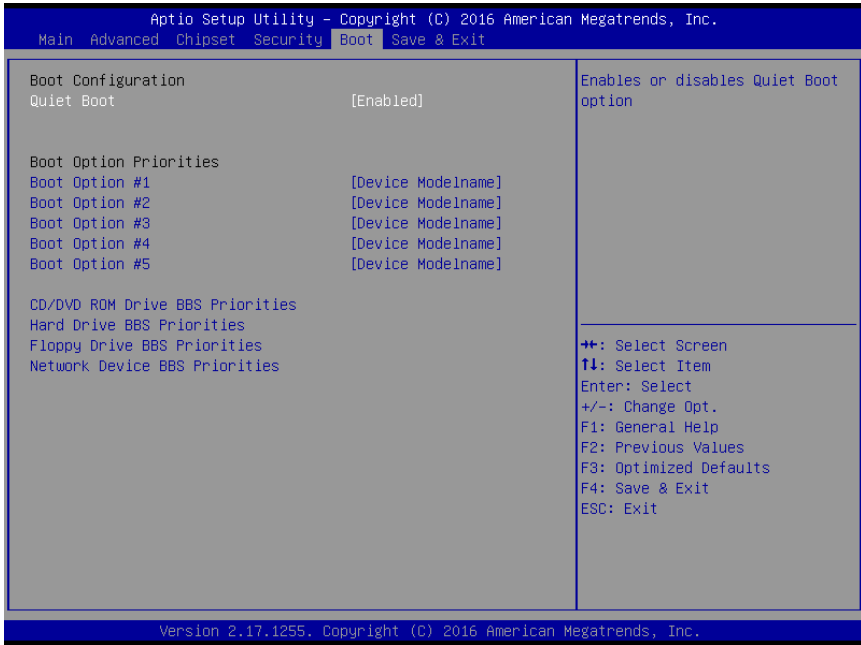 Aptio Setup Utility – Copyright (C) 2016 American Megatrends, Inc.
Main Advanced Chipset Security Boot Save & Exit
Boot Configuration
Quiet Boot [Enabled]
Boot Option Priorities
Boot Option #1 [Device Modelname]
Boot Option #2 [Device Modelname]
Boot Option #3 [Device Modelname]
Boot Option #4 [Device Modelname]
Boot Option #5 [Device Modelname]
CD/DVD ROM Drive BBS Priorities
Hard Drive BBS Priorities
Floppy Drive BBS Priorities
Network Device BBS Priorities
Enables or disables Quiet Boot
option
→←: Select Screen
↑↓: Select Item
Enter: Select
+/-: Change Opt.
F1: General Help
F2: Previous Values
F3: Optimized Defaults
F4: Save & Exit
ESC: Exit
Version 2.17.1255. Copyright (C) 2016 American Megatrends, Inc.